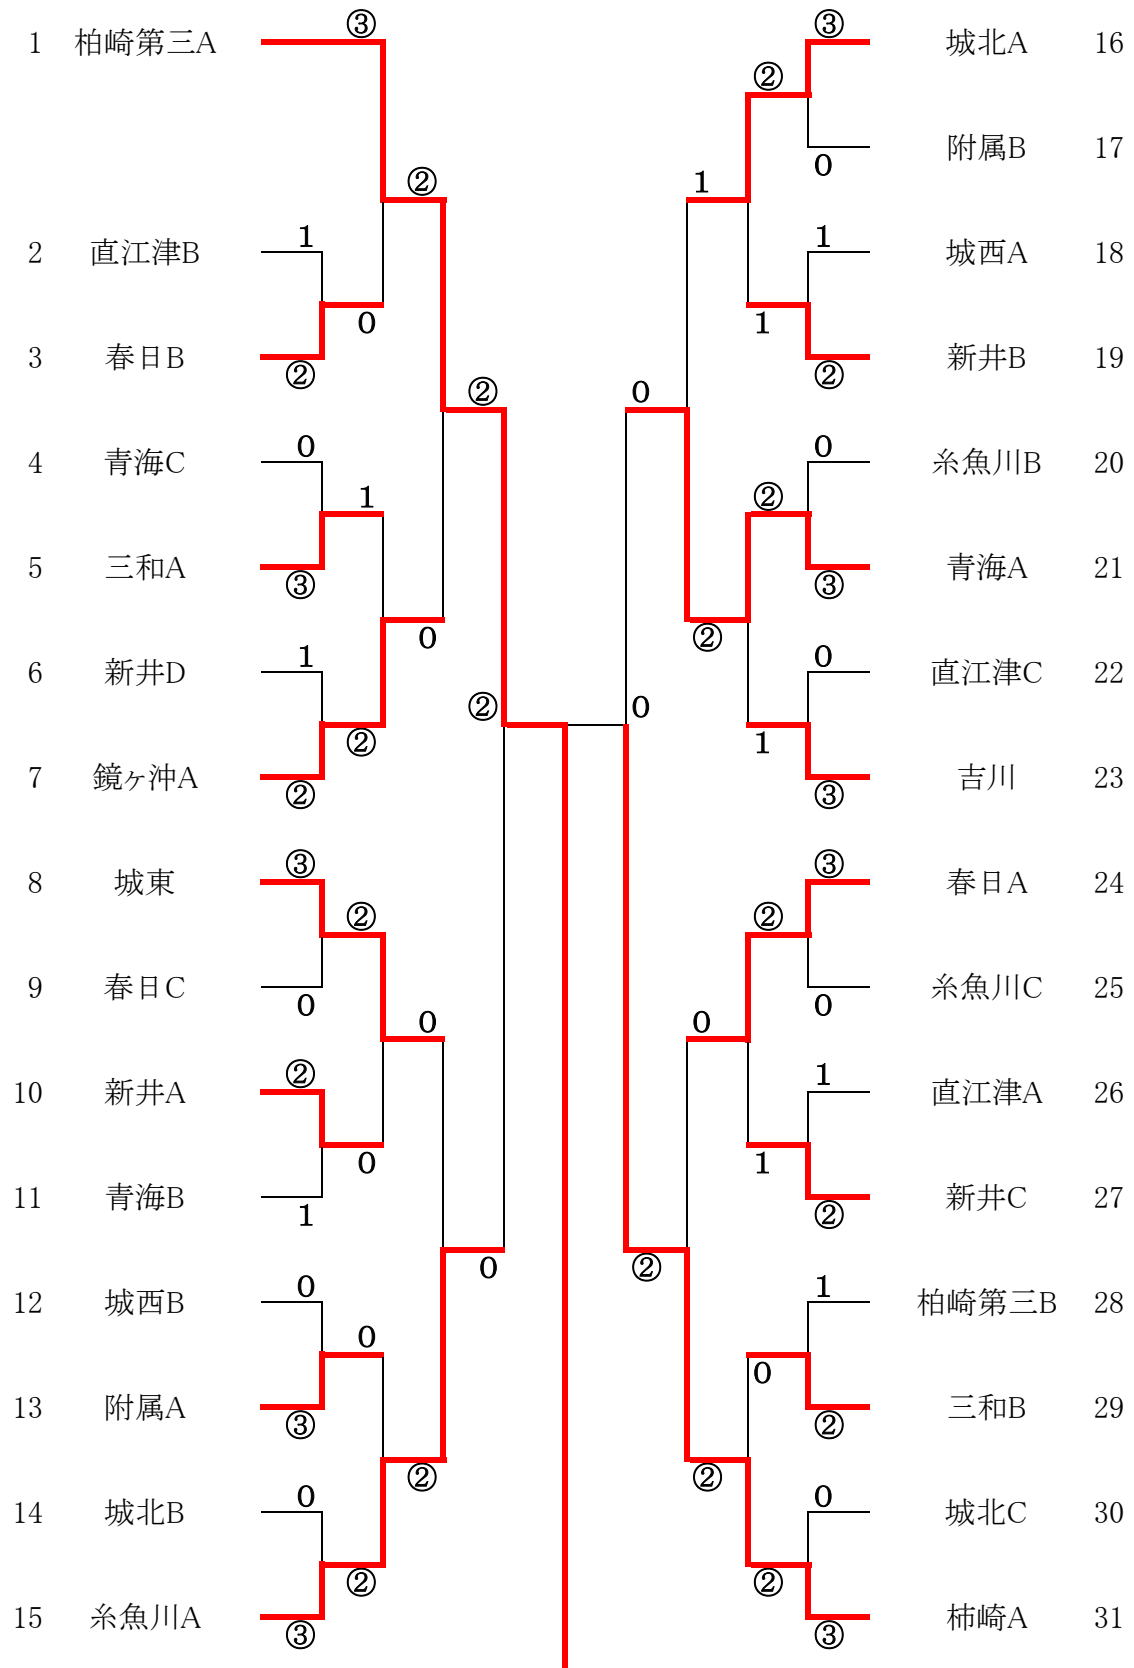 ③ ③
1 柏崎第三A 城北A 16
②
附属B 17
0
② 1
1 1
2 直江津B 城西A 18
0 1
3 春日B 新井B 19
② ②
② 0
0 0
4 青海C 糸魚川B 20
1 ②
5 三和A 青海A 21
③ ③
0 ②
1 0
6 新井D 直江津C 22
② 0
② 1
7 鏡ヶ沖A 吉川 23
② ③
③ ③
8 城東 春日A 24
② ②
9 春日C 糸魚川C 25
0 0
0 0
② 1
10 新井A 直江津A 26
0 1
11 青海B 新井C 27
1 ②
0 ②
0 1
12 城西B 柏崎第三B 28
0 0
13 附属A 三和B 29
③ ②
② ②
0 0
14 城北B 城北C 30
② ②
15 糸魚川A 柿崎A 31
③ ③